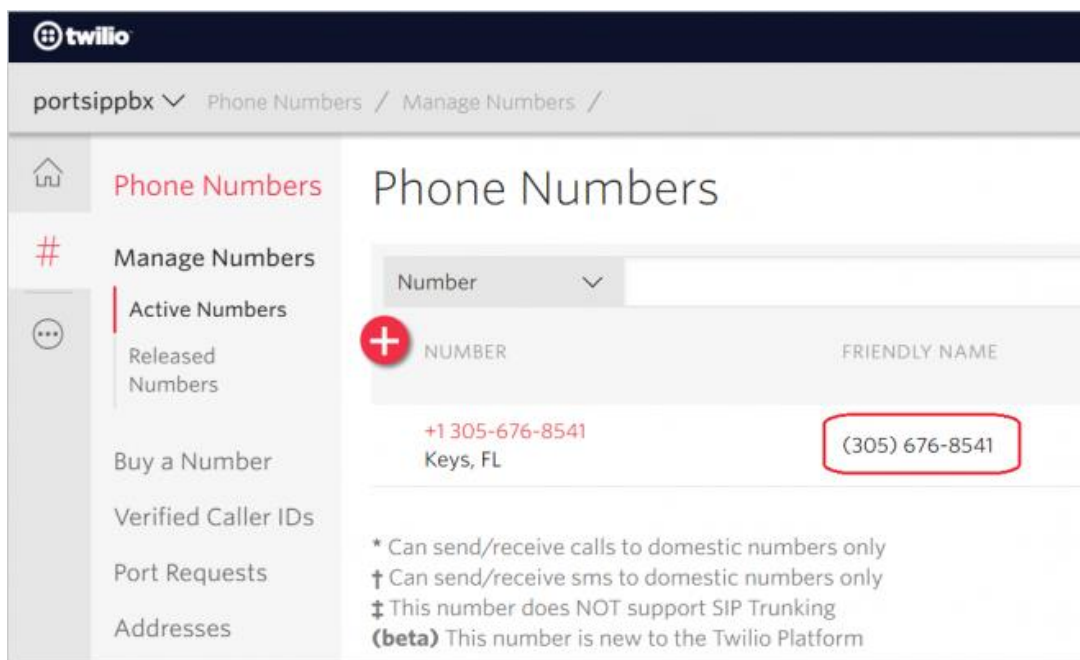 twilio
portsippbx Phone Numbers / Manage Numbers /
Phone Numbers
#
Manage Numbers
Active Numbers
Released
Numbers
Buy a Number
Verified Caller IDs
Port Requests
Addresses
Phone Numbers
Number
NUMBER FRIENDLY NAME
+1 305-676-8541 (305) 676-8541
Keys, FL
* Can send/receive calls to domestic numbers only
† Can send/receive sms to domestic numbers only
‡ This number does NOT support SIP Trunking
(beta) This number is new to the Twilio Platform